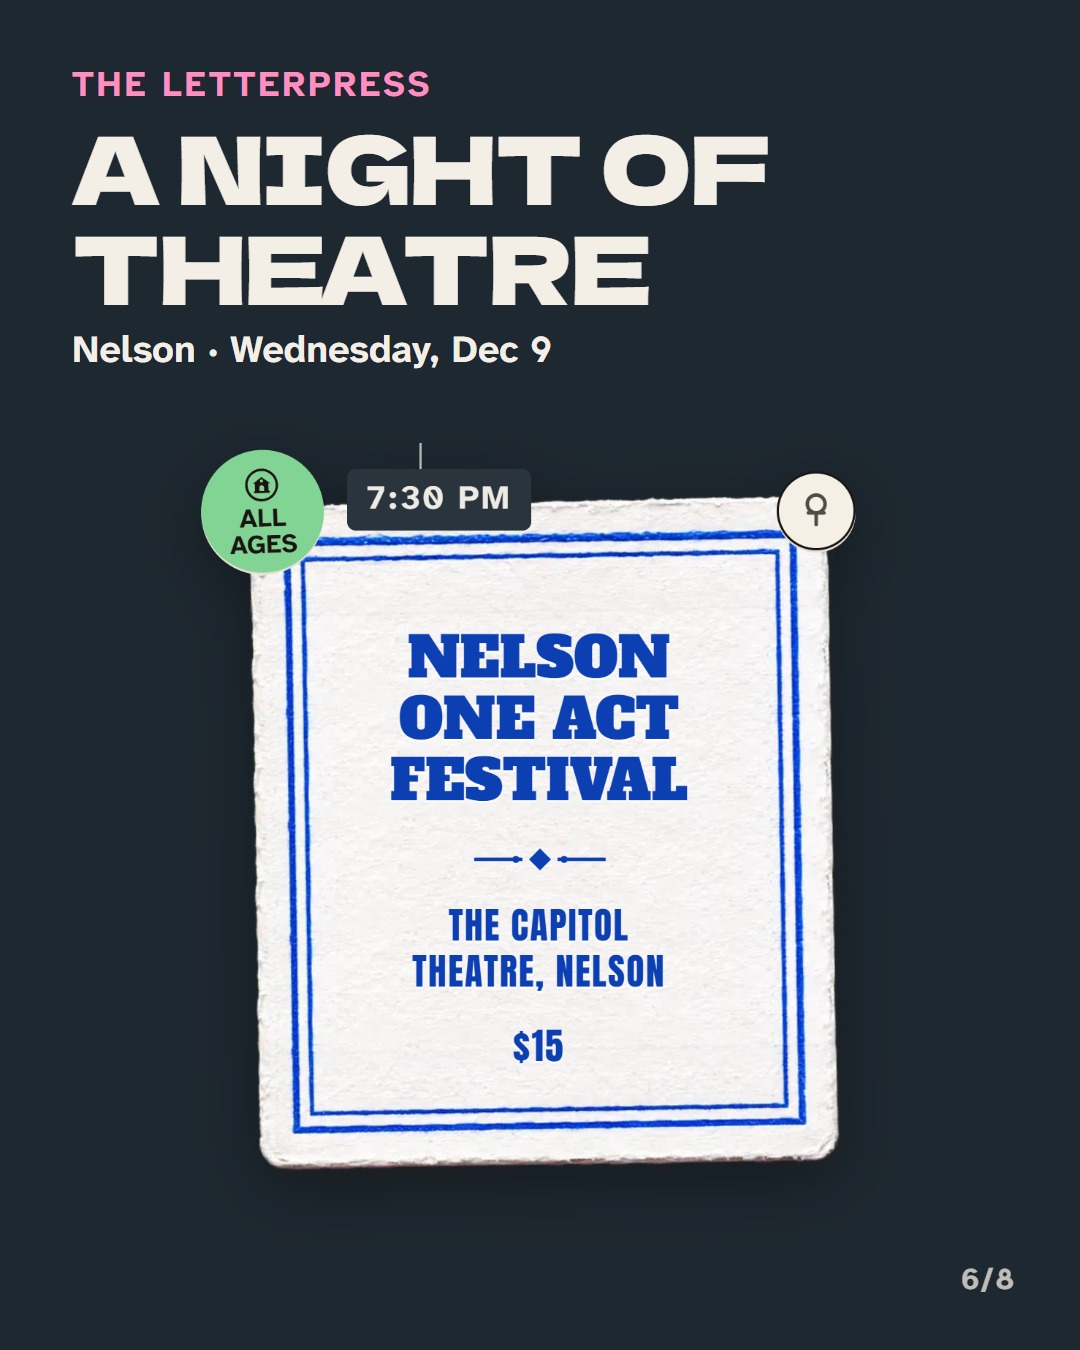 THE LETTERPRESS
A NIGHT OF
THEATRE
Nelson · Wednesday, Dec 9
7:30 PM
ALL
AGES
NELSON
ONE ACT
FESTIVAL
THE CAPITOL
THEATRE, NELSON
$15
6/8